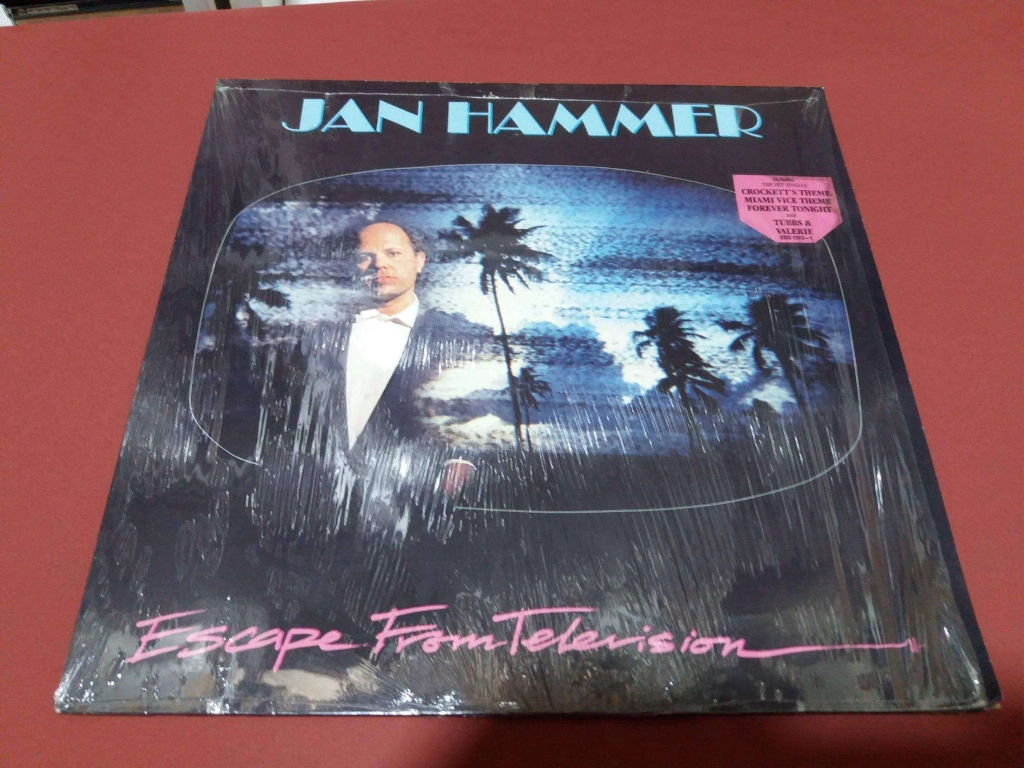 JAN HAMMER
Includes
THE HIT SINGLES
CROCKETT'S THEME
MIAMI VICE THEME
FOREVER TONIGHT
and
TUBBS &
VALERIE
Escape From Television